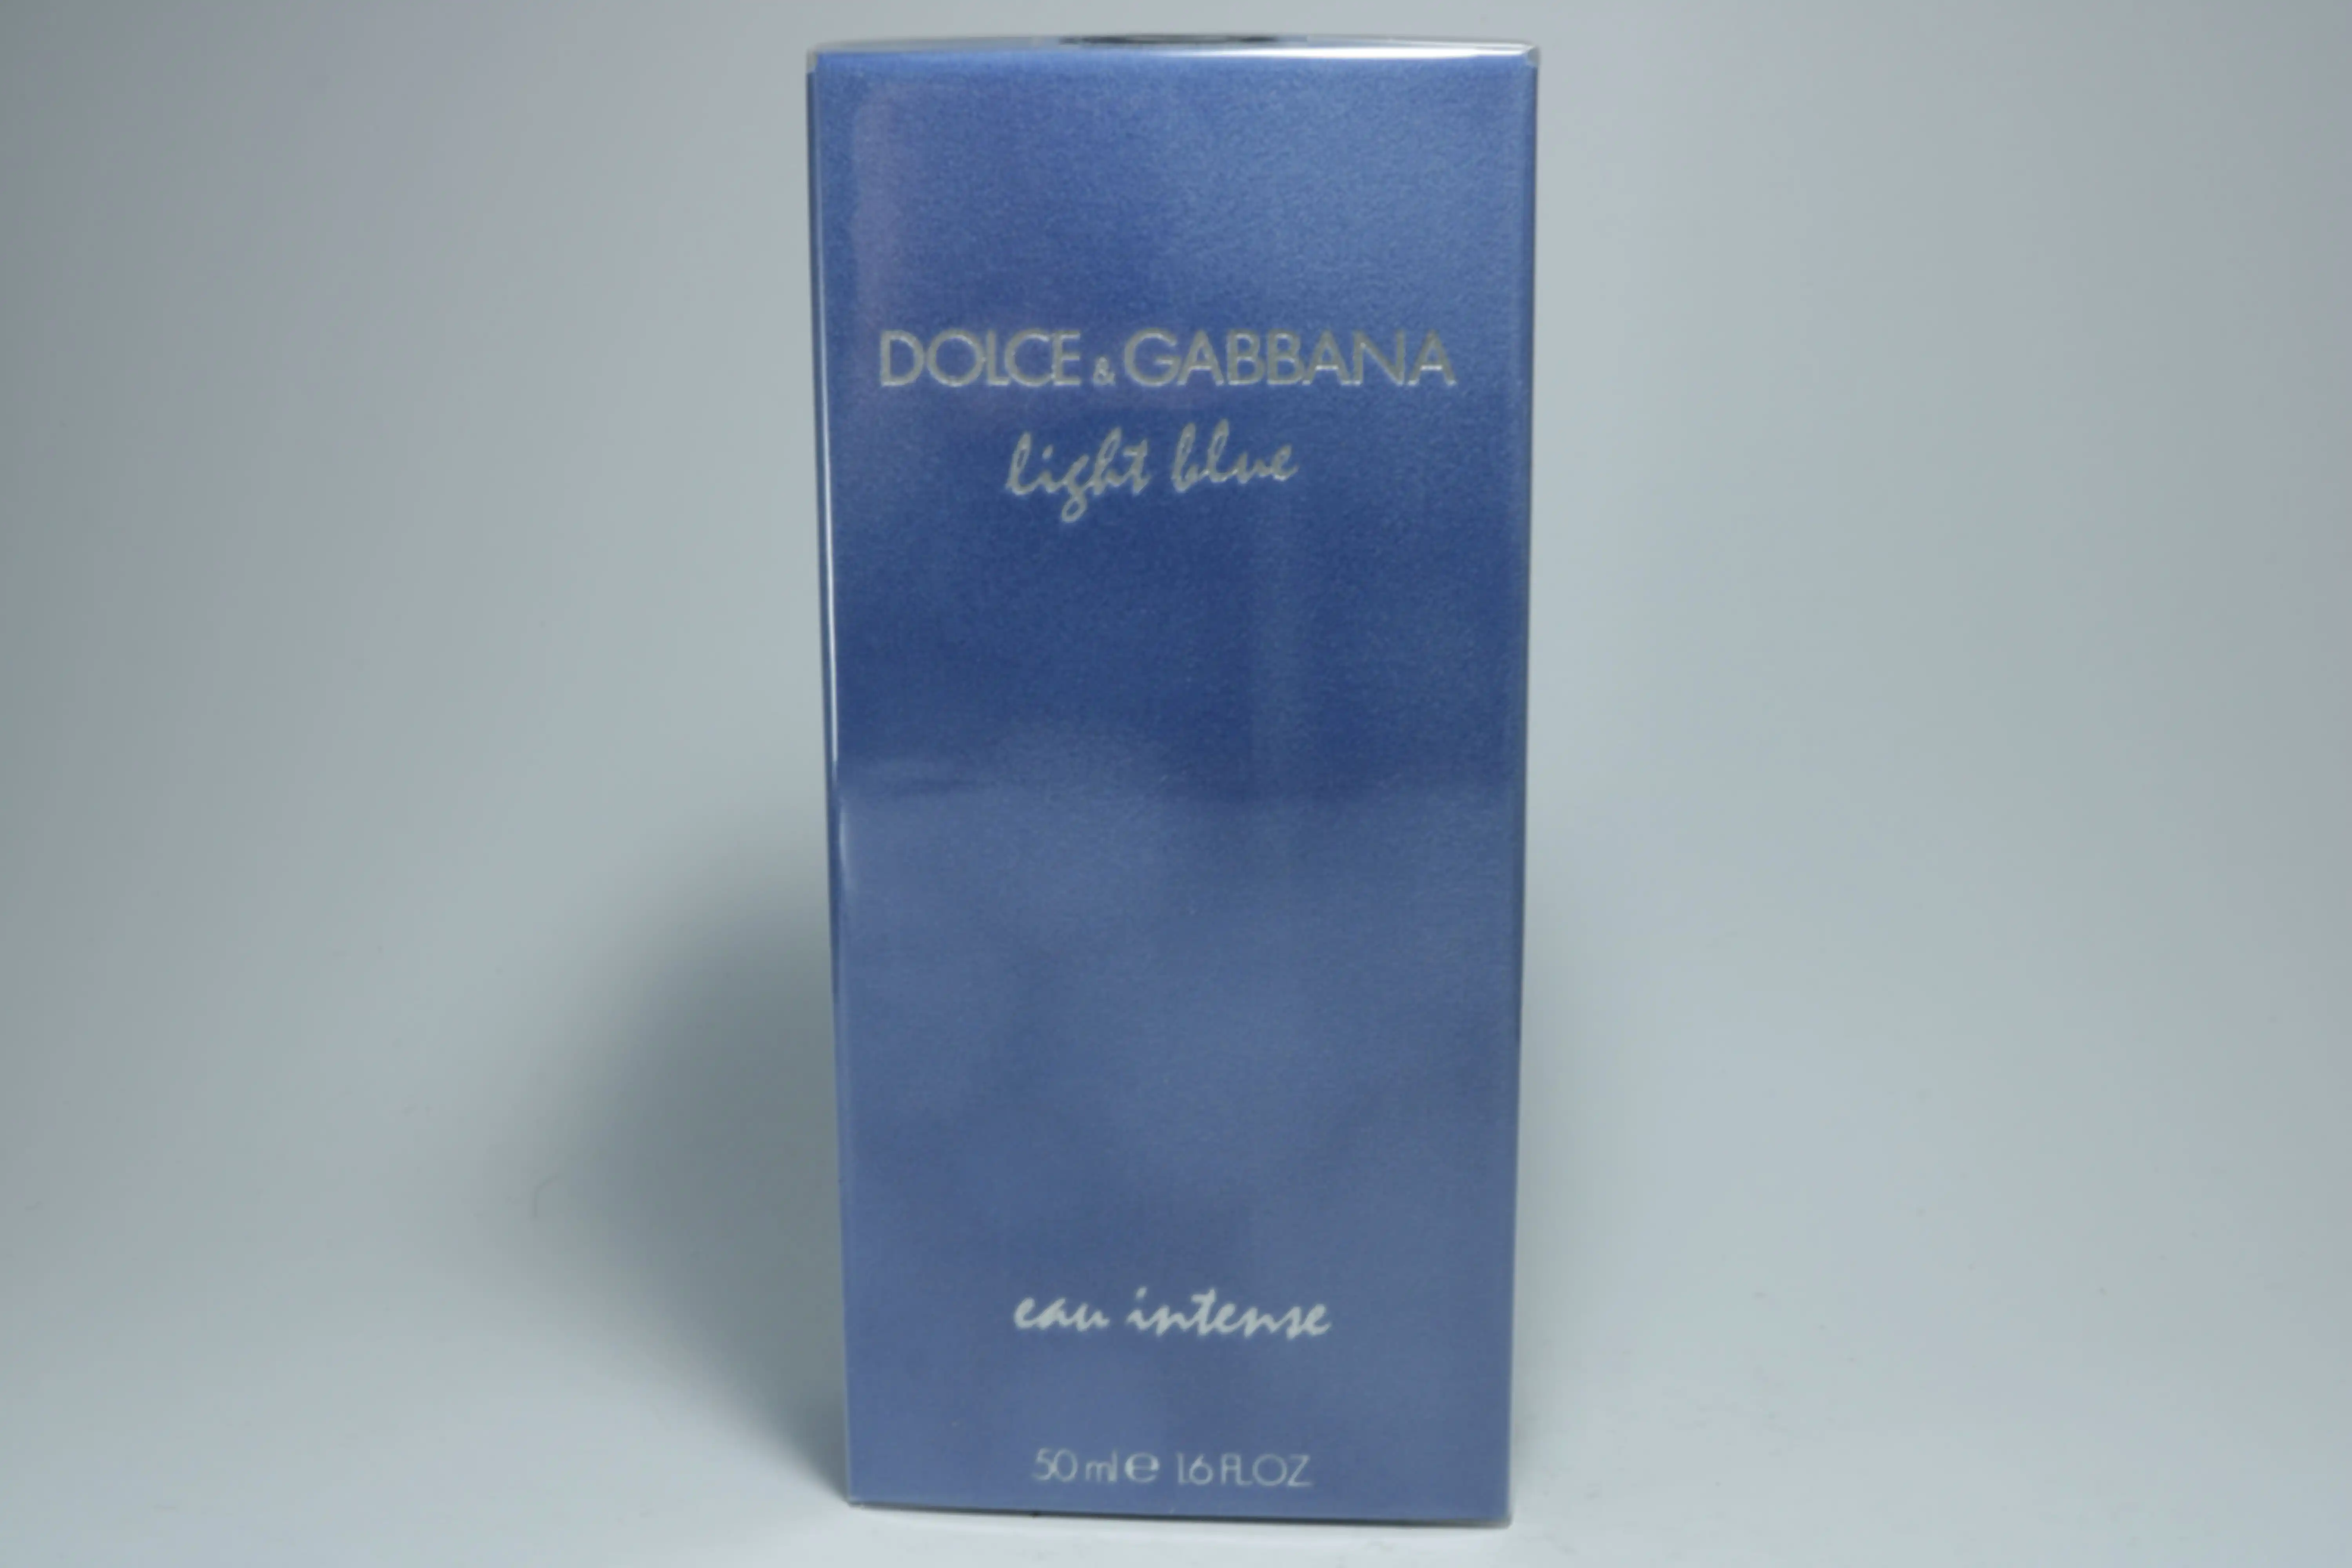 DOLCE & GABBANA
light blue
eau intense
50 ml e 1.6 FL.OZ